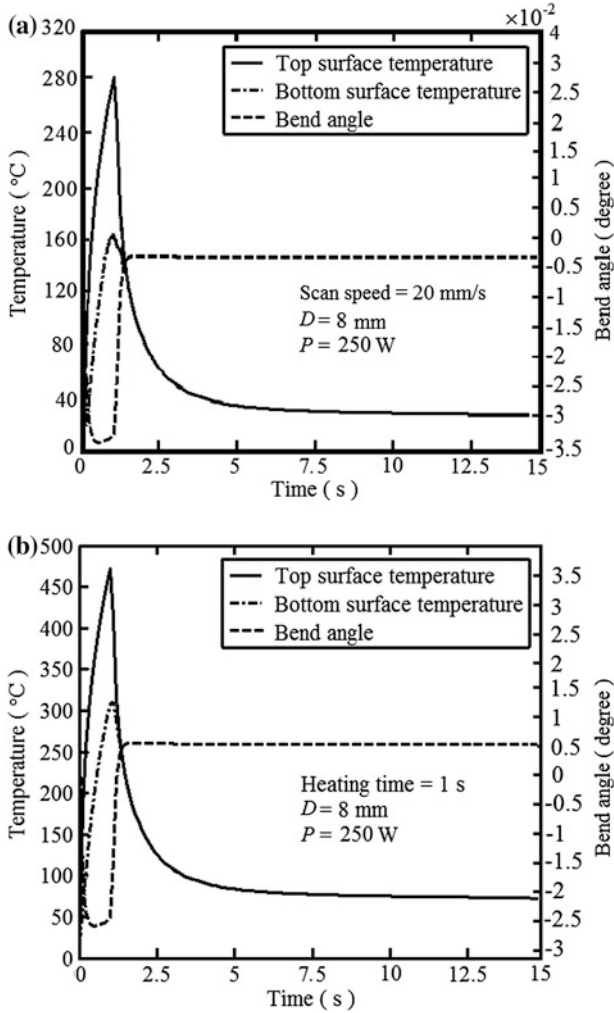 (a)
×10⁻²
320
280
240
200
160
120
80
40
0
Temperature ( °C )
4
3
2.5
2
1.5
1
0.5
0
-0.5
-1
-1.5
-2
-2.5
-3
-3.5
Bend angle ( degree )
Top surface temperature
Bottom surface temperature
Bend angle
Scan speed = 20 mm/s
D = 8 mm
P = 250 W
0 2.5 5 7.5 10 12.5 15
Time ( s )
(b)
500
450
400
350
300
250
200
150
100
50
0
Temperature ( °C )
3.5
3
2.5
2
1.5
1
0.5
0
-0.5
-1
-1.5
-2
-2.5
-3
Bend angle ( degree )
Top surface temperature
Bottom surface temperature
Bend angle
Heating time = 1 s
D = 8 mm
P = 250 W
0 2.5 5 7.5 10 12.5 15
Time ( s )